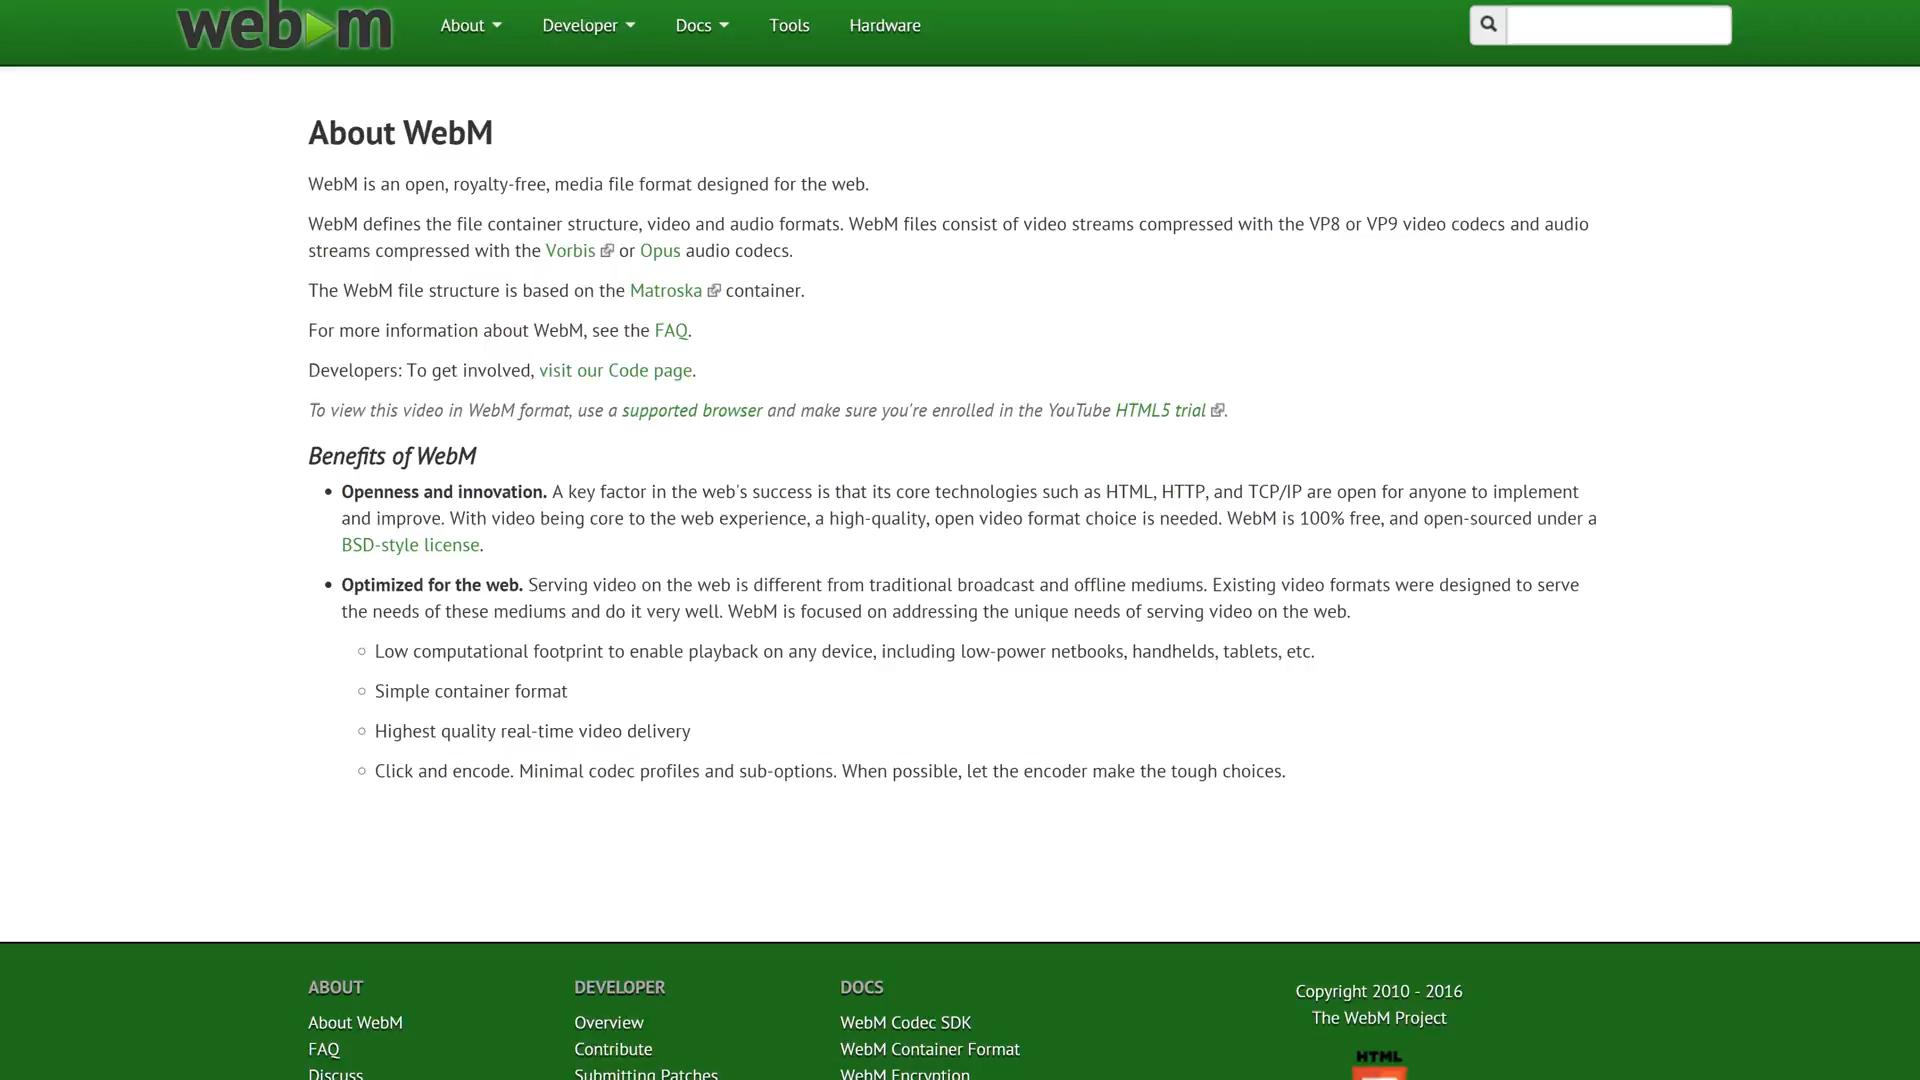 web m
About Developer Docs Tools Hardware
About WebM
WebM is an open, royalty-free, media file format designed for the web.
WebM defines the file container structure, video and audio formats. WebM files consist of video streams compressed with the VP8 or VP9 video codecs and audio
streams compressed with the Vorbis or Opus audio codecs.
The WebM file structure is based on the Matroska container.
For more information about WebM, see the FAQ.
Developers: To get involved, visit our Code page.
To view this video in WebM format, use a supported browser and make sure you're enrolled in the YouTube HTML5 trial.
Benefits of WebM
• Openness and innovation. A key factor in the web's success is that its core technologies such as HTML, HTTP, and TCP/IP are open for anyone to implement
and improve. With video being core to the web experience, a high-quality, open video format choice is needed. WebM is 100% free, and open-sourced under a
BSD-style license.
• Optimized for the web. Serving video on the web is different from traditional broadcast and offline mediums. Existing video formats were designed to serve
the needs of these mediums and do it very well. WebM is focused on addressing the unique needs of serving video on the web.
○ Low computational footprint to enable playback on any device, including low-power netbooks, handhelds, tablets, etc.
○ Simple container format
○ Highest quality real-time video delivery
○ Click and encode. Minimal codec profiles and sub-options. When possible, let the encoder make the tough choices.
ABOUT
About WebM
FAQ
Discuss
DEVELOPER
Overview
Contribute
Submitting Patches
DOCS
WebM Codec SDK
WebM Container Format
WebM Encryption
Copyright 2010 - 2016
The WebM Project
HTML